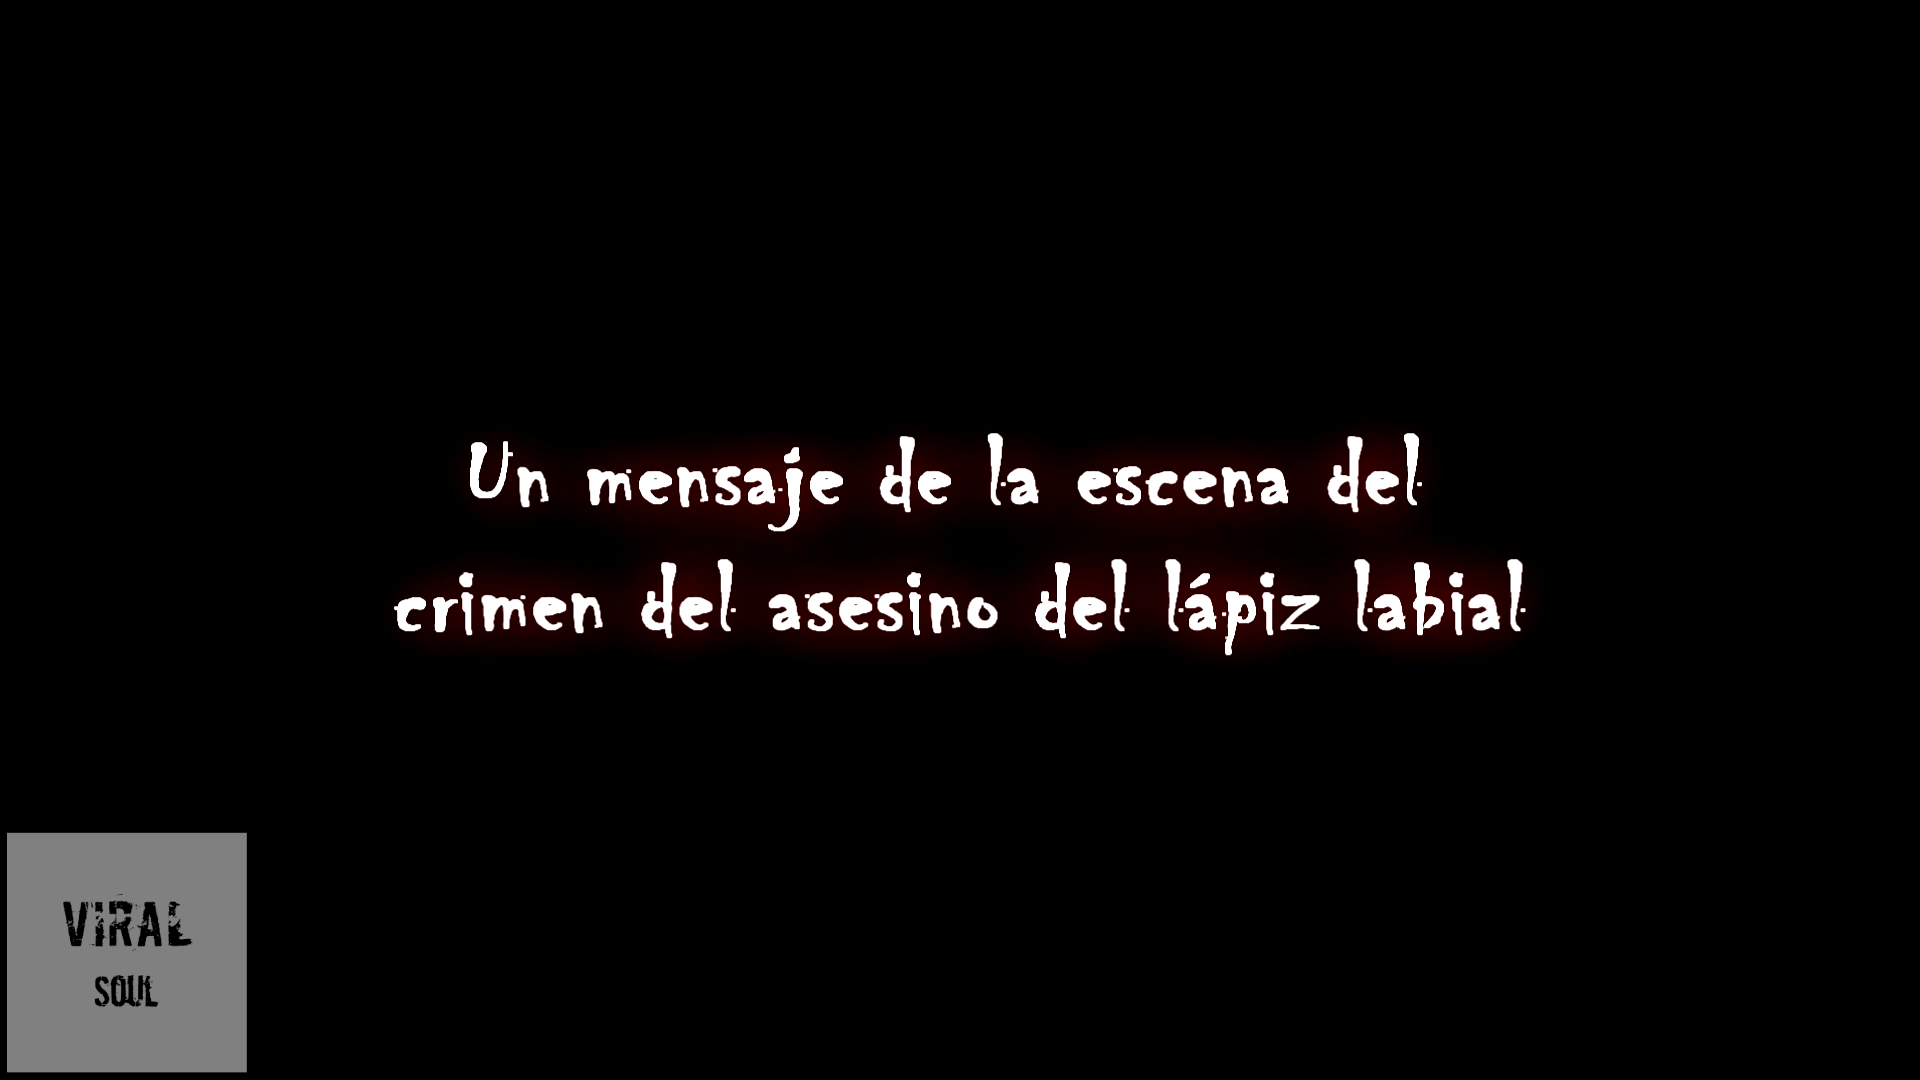 Un mensaje de la escena del
crimen del asesino del lápiz labial
VIRAL
SOUL